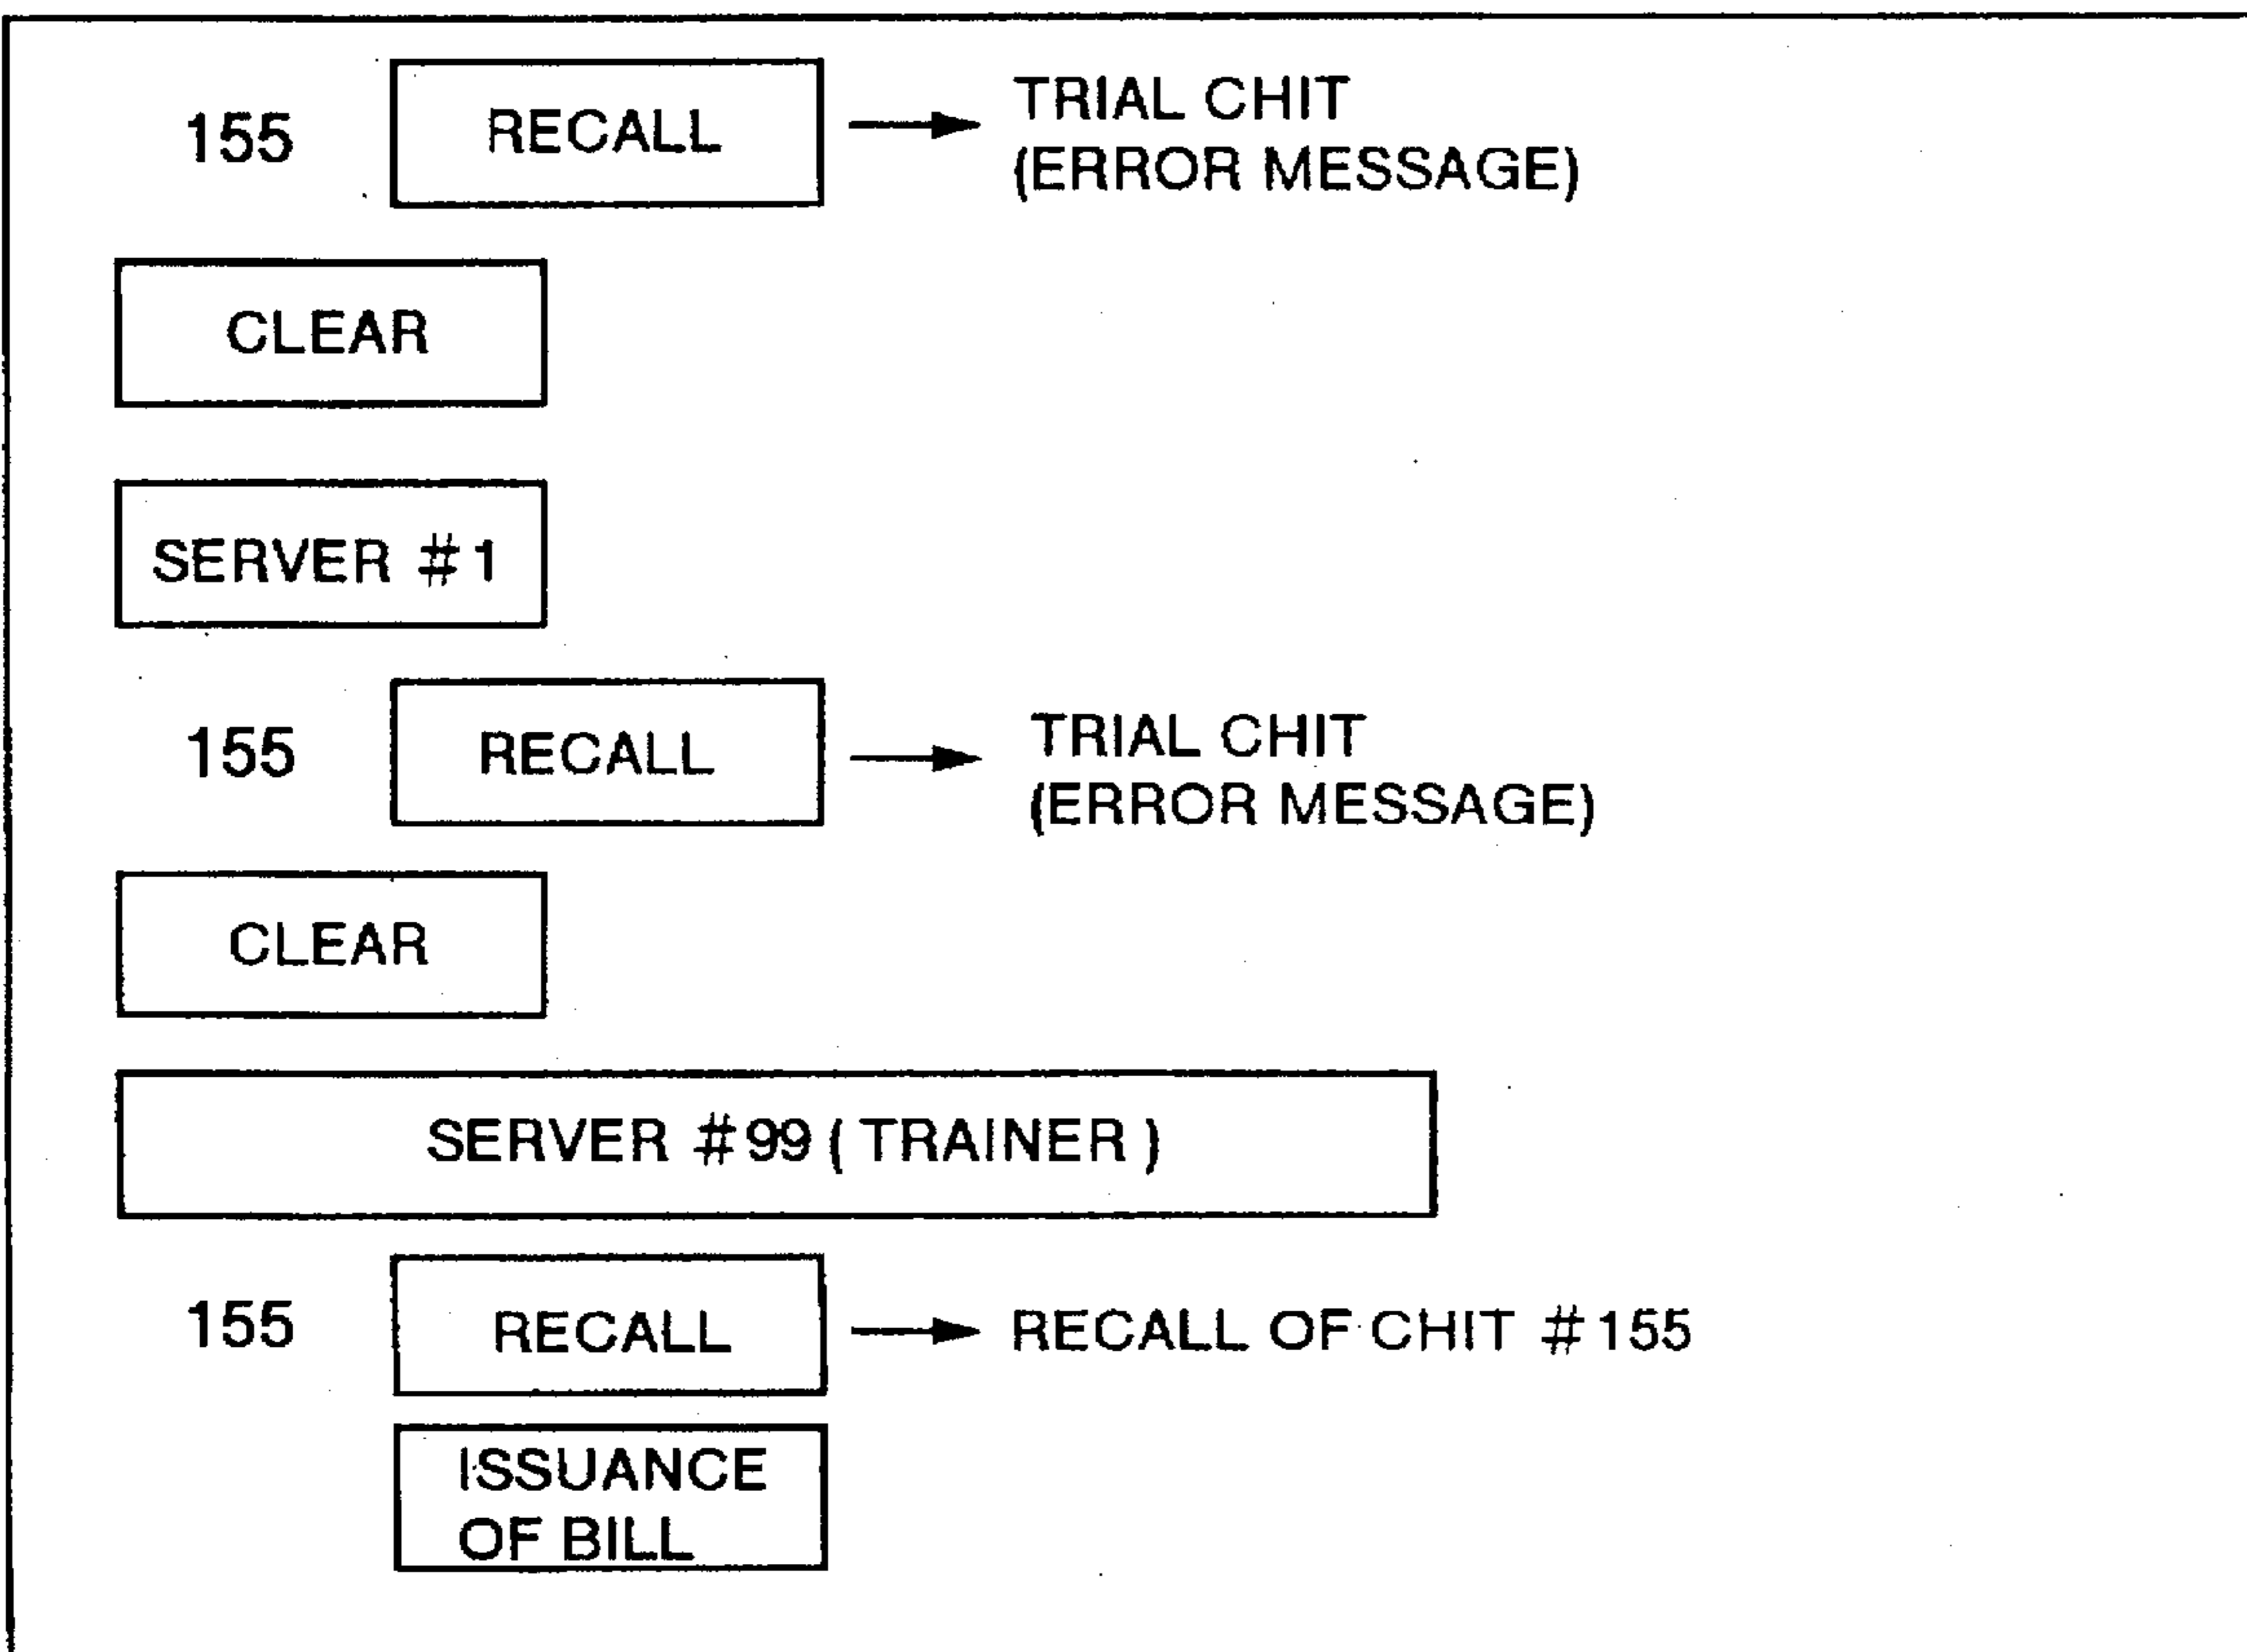 155 RECALL TRIAL CHIT
(ERROR MESSAGE)
CLEAR
SERVER #1
155 RECALL TRIAL CHIT
(ERROR MESSAGE)
CLEAR
SERVER #99 ( TRAINER )
155 RECALL RECALL OF CHIT #155
ISSUANCE
OF BILL